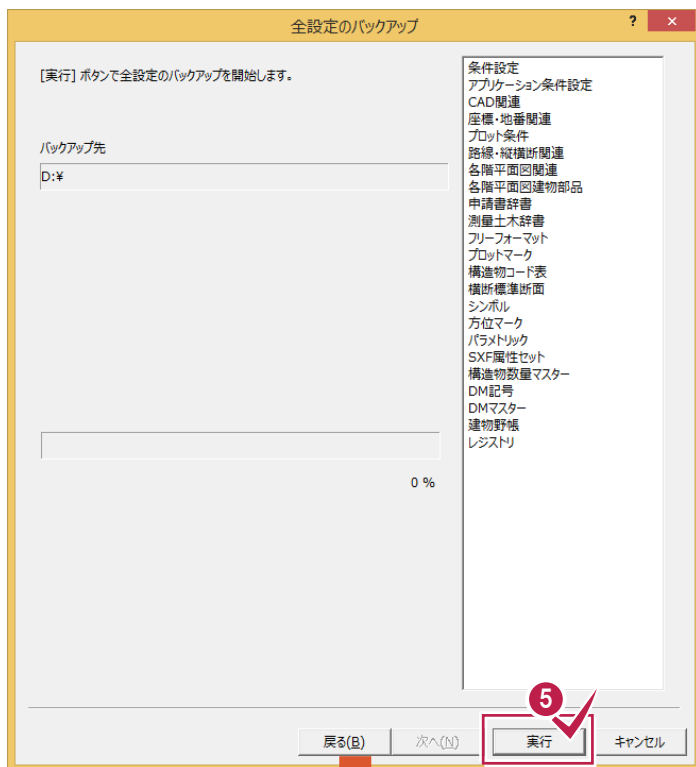 全設定のバックアップ
?
×
[実行] ボタンで全設定のバックアップを開始します。
バックアップ先
D:¥
0 %
条件設定
アプリケーション条件設定
CAD関連
座標・地番関連
プロット条件
路線・縦横断関連
各階平面図関連
各階平面図建物部品
申請書辞書
測量土木辞書
フリーフォーマット
プロットマーク
構造物コード表
横断標準断面
シンボル
方位マーク
パラメトリック
SXF属性セット
構造物数量マスター
DM記号
DMマスター
建物野帳
レジストリ
5
戻る(B)
次へ(N)
実行
キャンセル